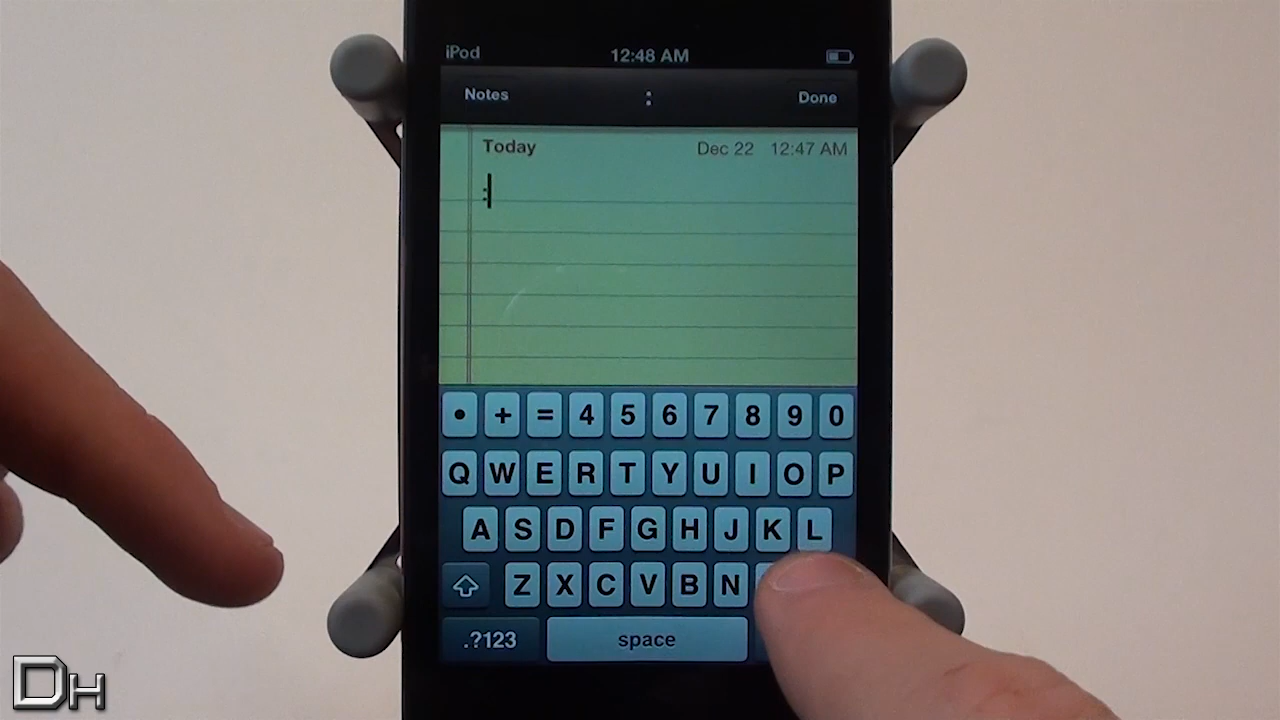 iPod 12:48 AM
Notes : Done
Today Dec 22 12:47 AM
:
• + = 4 5 6 7 8 9 0
Q W E R T Y U I O P
A S D F G H J K L
Z X C V B N
.?123 space
DH